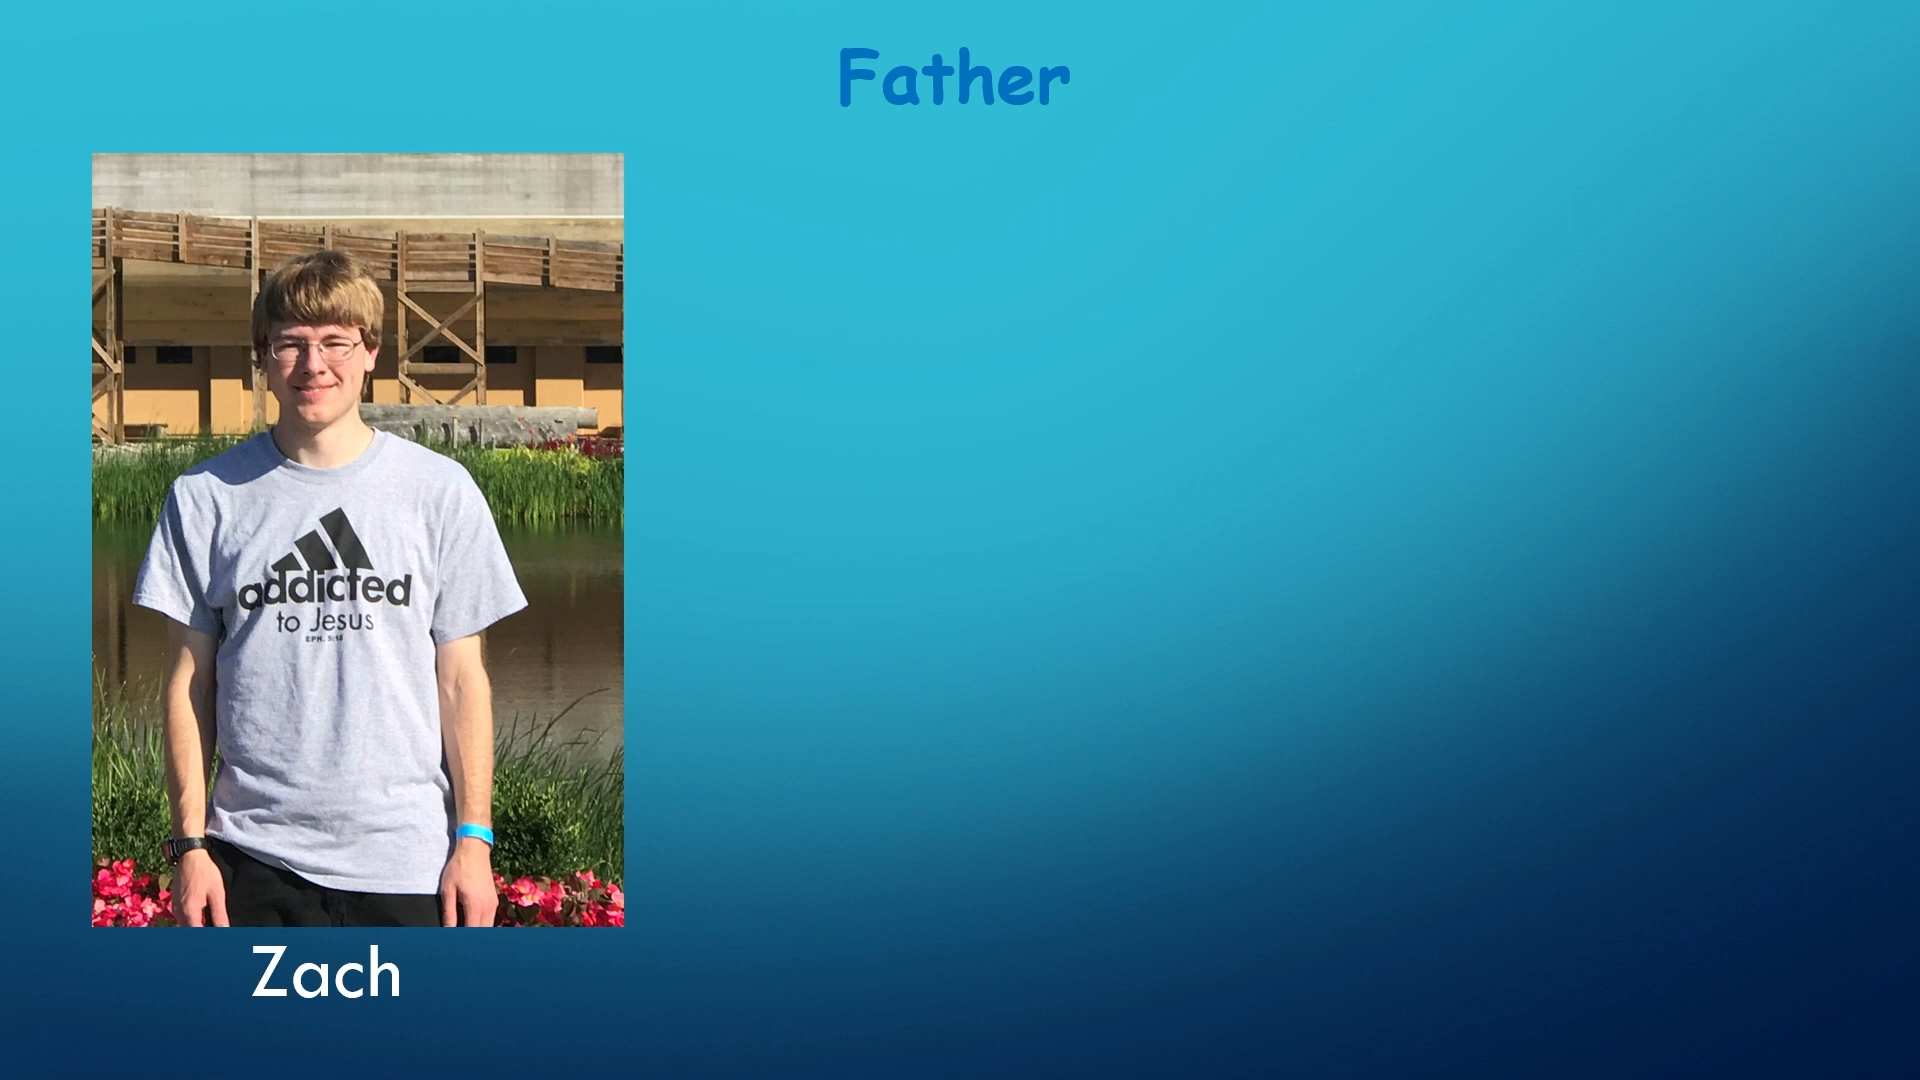 Father
addicted
to Jesus
Zach